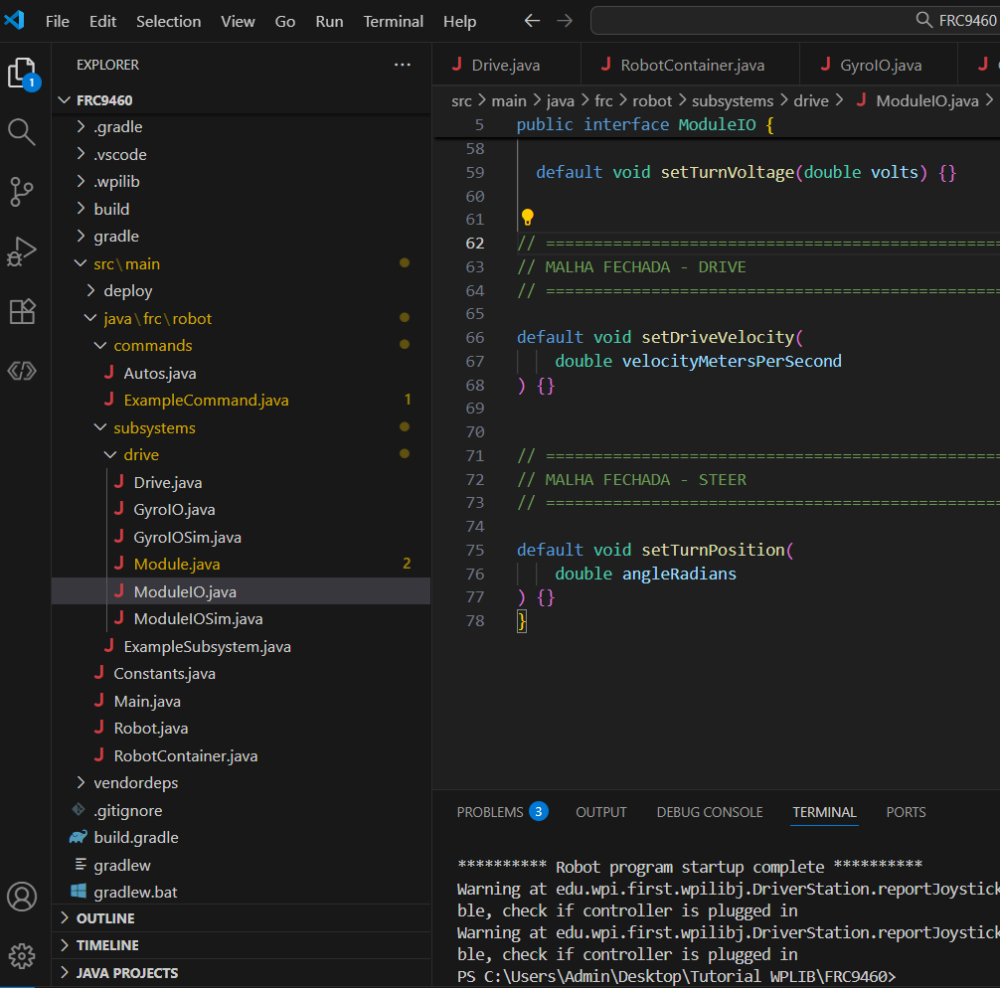 File Edit Selection View Go Run Terminal Help
FRC9460
1
EXPLORER
FRC9460
.gradle
.vscode
.wpilib
build
gradle
src\main
deploy
java\frc\robot
commands
Autos.java
ExampleCommand.java 1
subsystems
drive
Drive.java
GyroIO.java
GyroIOSim.java
Module.java 2
ModuleIO.java
ModuleIOSim.java
ExampleSubsystem.java
Constants.java
Main.java
Robot.java
RobotContainer.java
vendordeps
.gitignore
build.gradle
gradlew
gradlew.bat
OUTLINE
TIMELINE
JAVA PROJECTS
Drive.java RobotContainer.java GyroIO.java
src > main > java > frc > robot > subsystems > drive > ModuleIO.java >
5 public interface ModuleIO {
58
59 default void setTurnVoltage(double volts) {}
60
61
62 // ================================================
63 // MALHA FECHADA - DRIVE
64 // ================================================
65
66 default void setDriveVelocity(
67 double velocityMetersPerSecond
68 ) {}
69
70
71 // ================================================
72 // MALHA FECHADA - STEER
73 // ================================================
74
75 default void setTurnPosition(
76 double angleRadians
77 ) {}
78 }
PROBLEMS 3 OUTPUT DEBUG CONSOLE TERMINAL PORTS
********** Robot program startup complete **********
Warning at edu.wpi.first.wpilibj.DriverStation.reportJoystick
ble, check if controller is plugged in
Warning at edu.wpi.first.wpilibj.DriverStation.reportJoystick
ble, check if controller is plugged in
PS C:\Users\Admin\Desktop\Tutorial WPLIB\FRC9460>